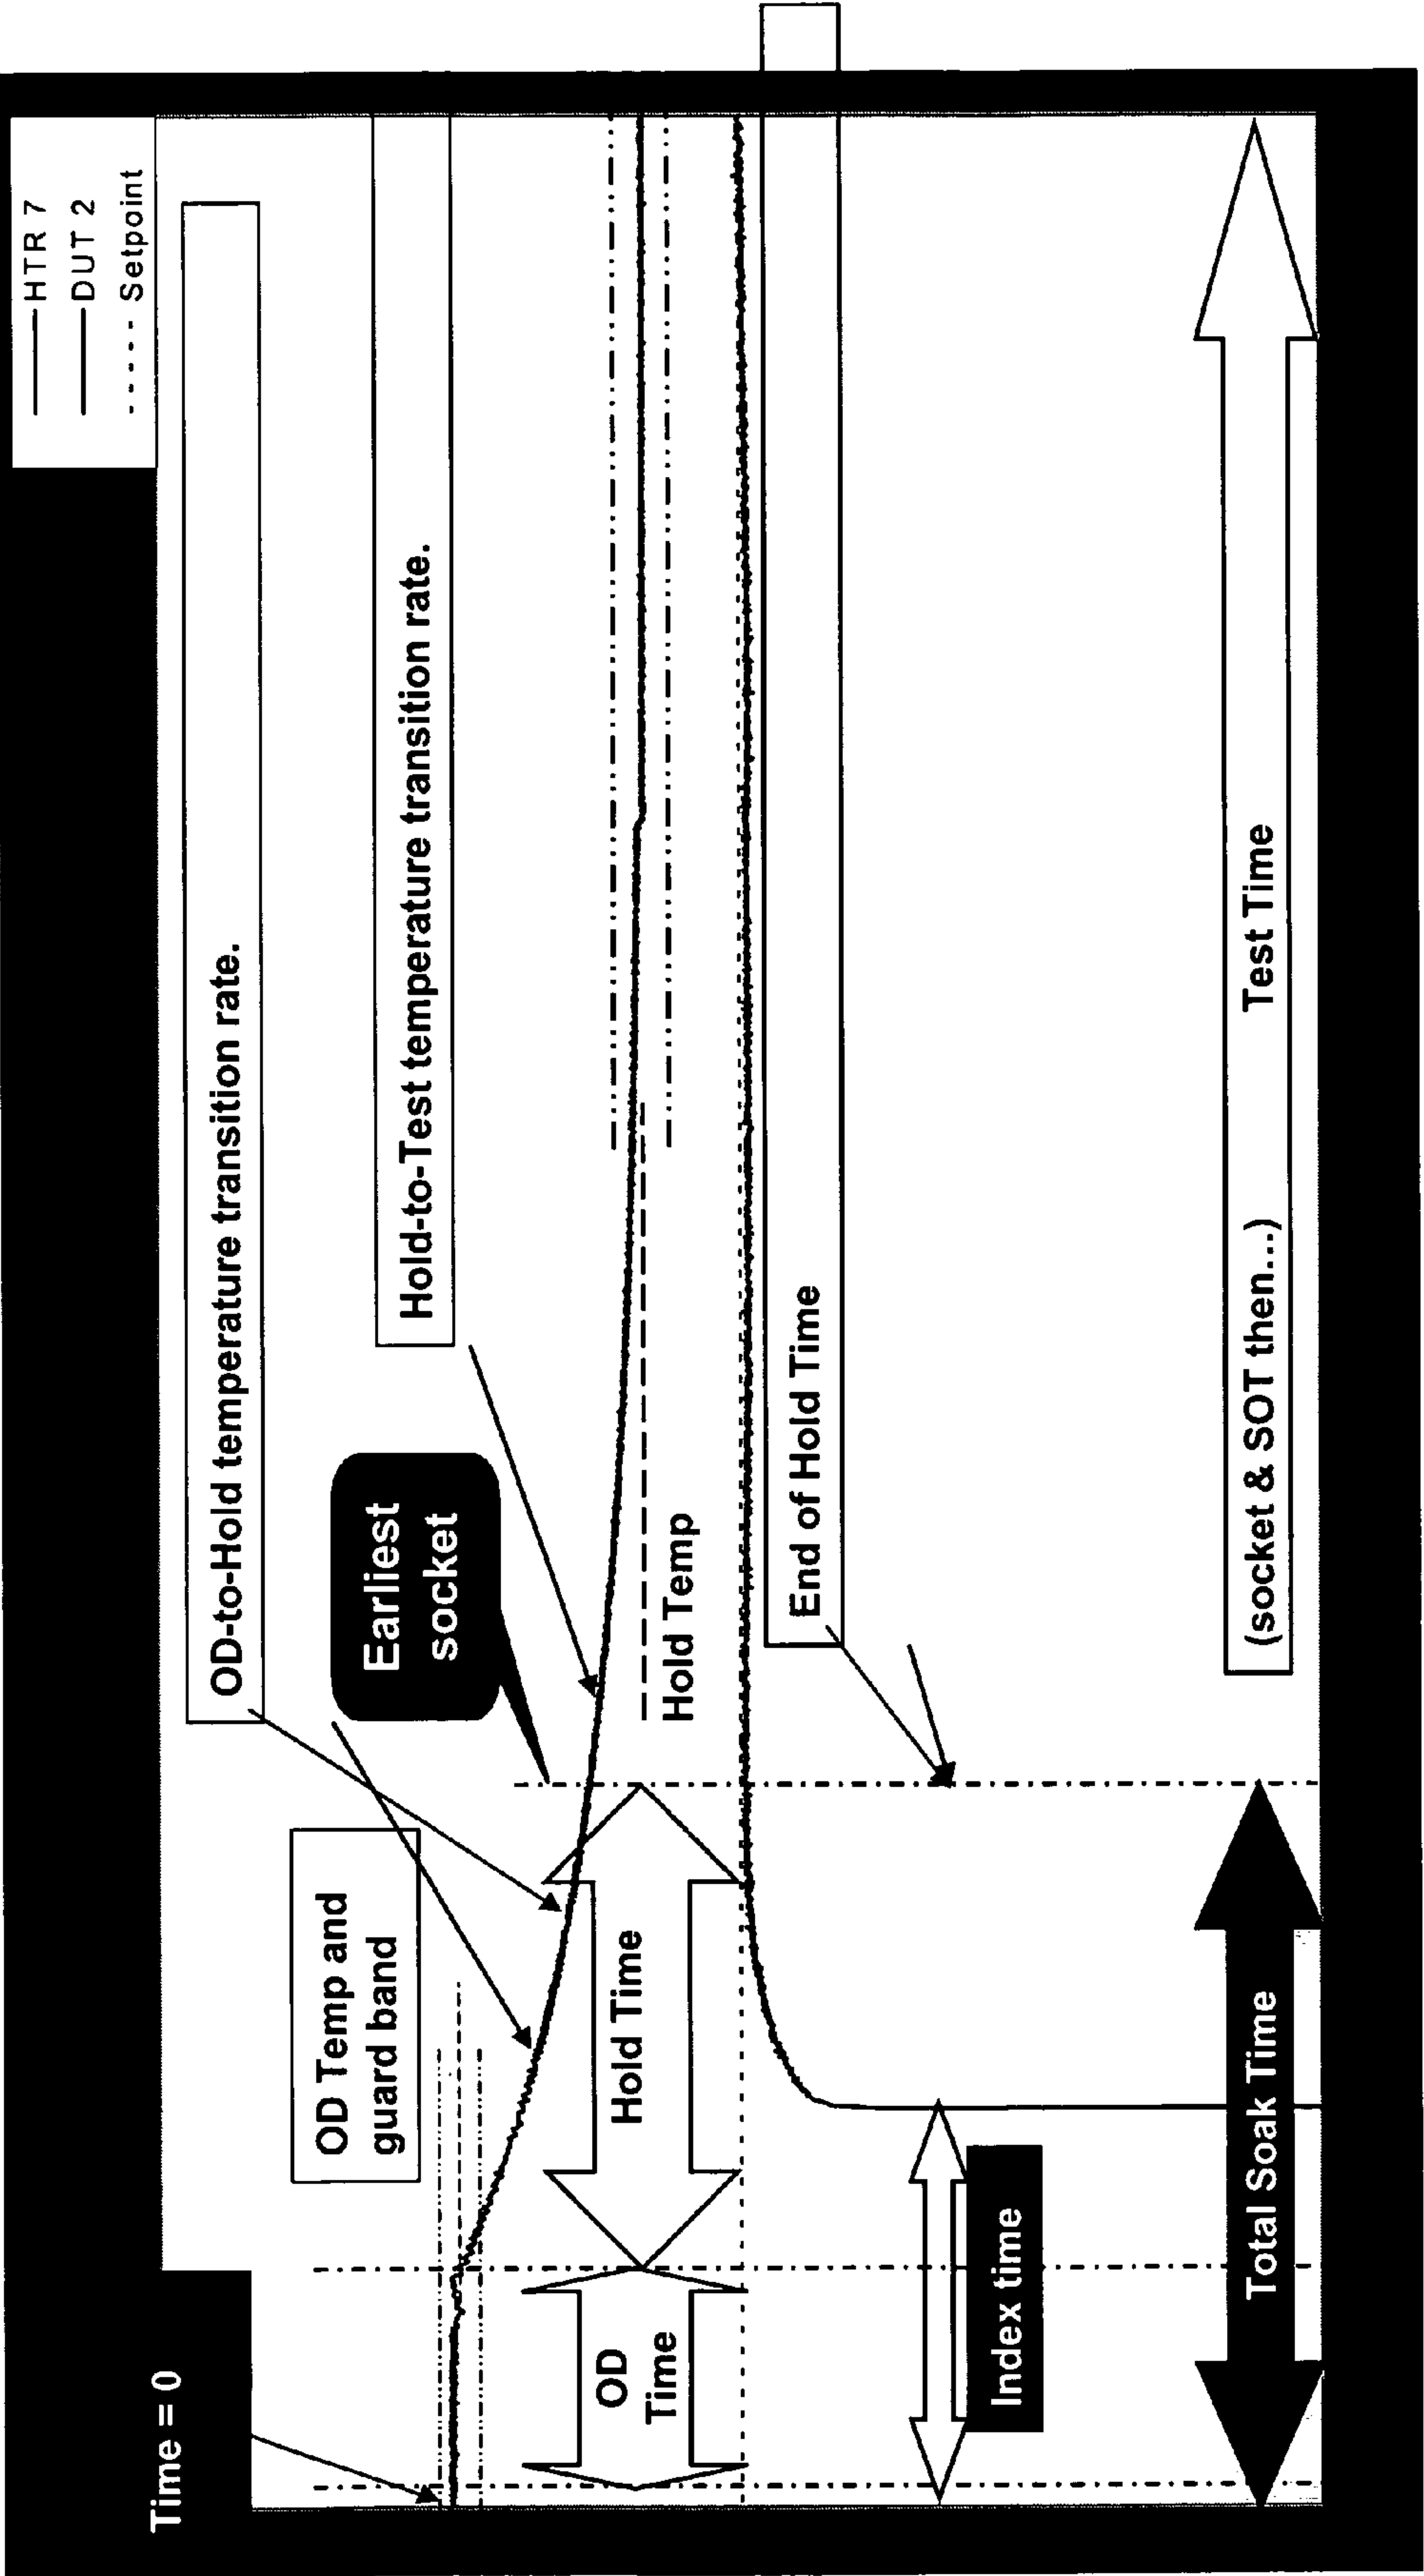 HTR 7
DUT 2
Setpoint
Time = 0
OD-to-Hold temperature transition rate.
OD Temp and
guard band
Earliest
socket
Hold-to-Test temperature transition rate.
OD
Time
Hold Time
Hold Temp
End of Hold Time
Index time
Total Soak Time
(socket & SOT then...)
Test Time